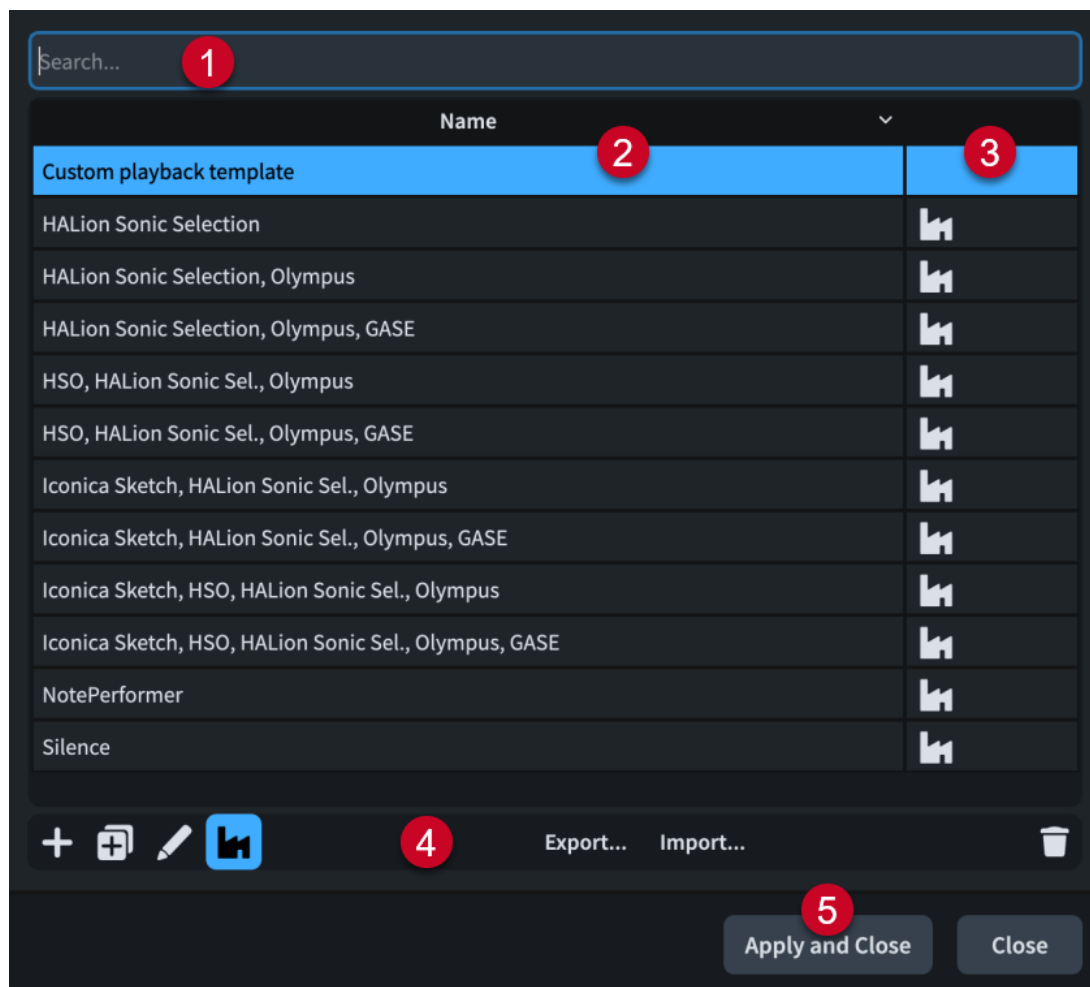 Search...
1
Name
2
3
Custom playback template
HALion Sonic Selection
HALion Sonic Selection, Olympus
HALion Sonic Selection, Olympus, GASE
HSO, HALion Sonic Sel., Olympus
HSO, HALion Sonic Sel., Olympus, GASE
Iconica Sketch, HALion Sonic Sel., Olympus
Iconica Sketch, HALion Sonic Sel., Olympus, GASE
Iconica Sketch, HSO, HALion Sonic Sel., Olympus
Iconica Sketch, HSO, HALion Sonic Sel., Olympus, GASE
NotePerformer
Silence
4
Export... Import...
5
Apply and Close Close